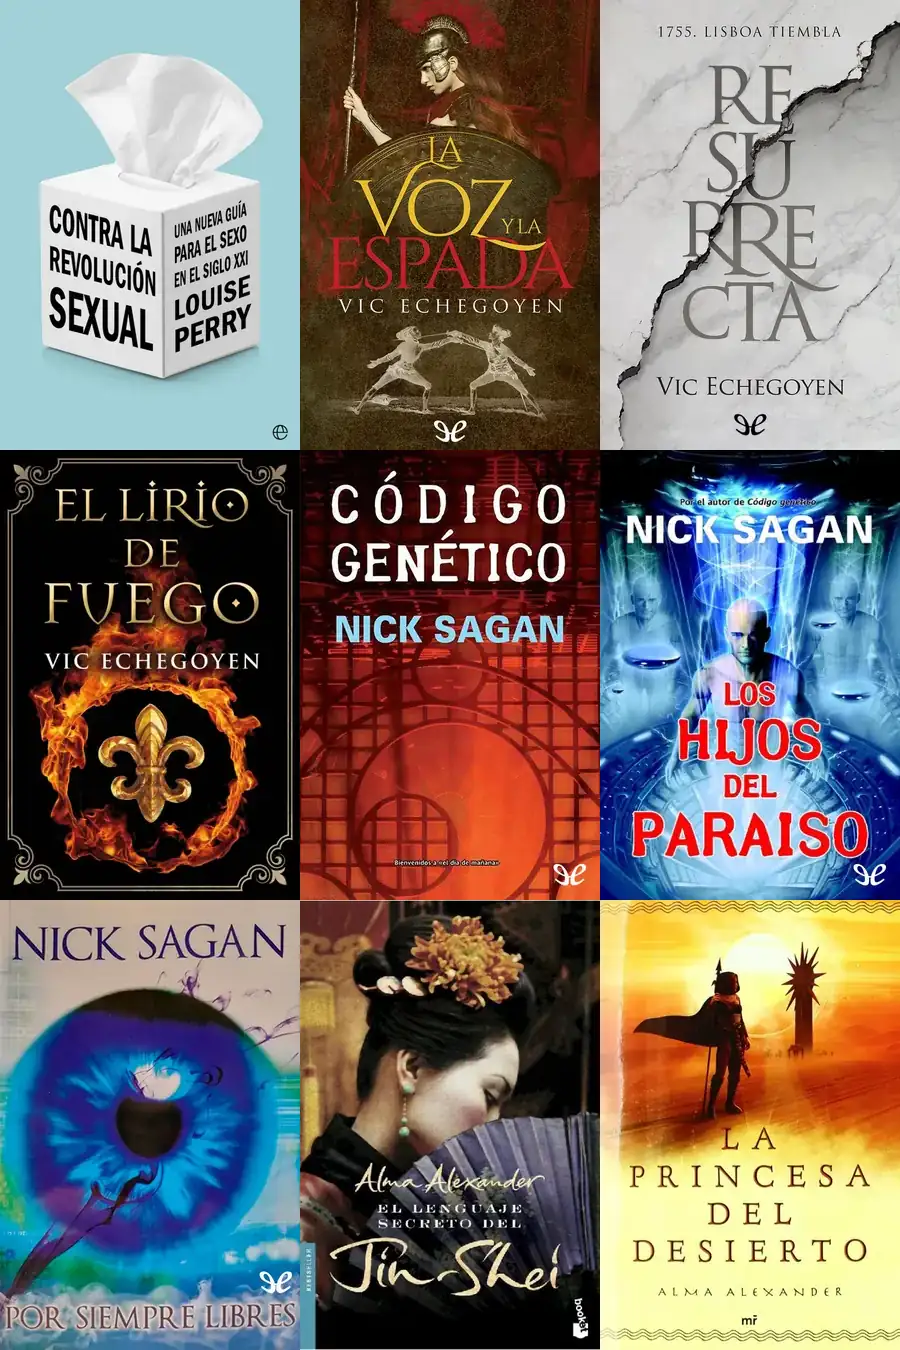 CONTRA LA
REVOLUCIÓN
SEXUAL
UNA NUEVA GUÍA
PARA EL SEXO
EN EL SIGLO XXI
LOUISE
PERRY
LA
VOZ
Y LA
ESPADA
VIC ECHEGOYEN
1755. LISBOA TIEMBLA
RE
SU
RRE
CTA
VIC ECHEGOYEN
EL LIRIO
DE
FUEGO
VIC ECHEGOYEN
CÓDIGO
GENÉTICO
NICK SAGAN
Bienvenidos a «el día de mañana»
Por el autor de Código genético
NICK SAGAN
LOS
HIJOS
DEL
PARAISO
NICK SAGAN
POR SIEMPRE LIBRES
Alma Alexander
EL LENGUAJE
SECRETO DEL
Jin-Shei
BESTSELLER
booket
LA
PRINCESA
DEL
DESIERTO
ALMA ALEXANDER
mr